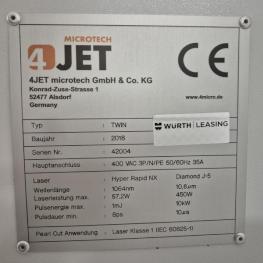 MICROTECH
4JET
4JET microtech GmbH & Co. KG
Konrad-Zuse-Strasse 1
52477 Alsdorf
Germany
www.4micro.de
CE
Typ : TWIN
WÜRTH | LEASING
Baujahr : 2018
Serien Nr. : 42004
Hauptanschluss : 400 VAC 3P/N/PE 50/60Hz 35A
Laser : Hyper Rapid NX Diamond J-5
Wellenlänge : 1064nm 10,6µm
Laserleistung max. : 57,2W 450W
Pulsenergie max. : 1mJ 10kW
Pulsdauer min. : 8ps 10µs
Pearl Cut Anwendung : Laser Klasse 1 (IEC 60825-1)